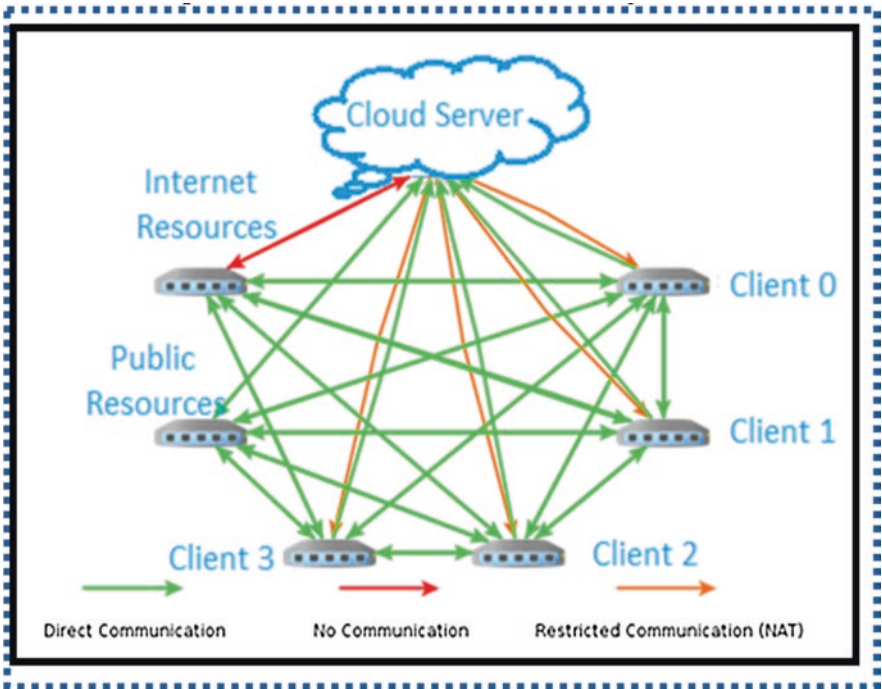 Cloud Server
Internet
Resources
Client 0
Public
Resources
Client 1
Client 3
Client 2
Direct Communication
No Communication
Restricted Communication (NAT)